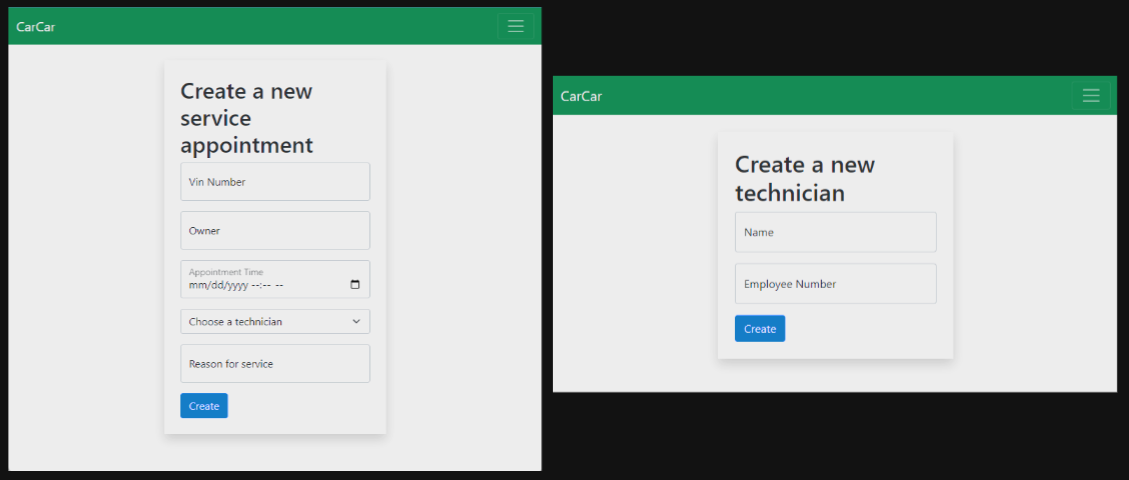 CarCar
Create a new
service
appointment
Vin Number
Owner
Appointment Time
mm/dd/yyyy --:-- --
Choose a technician
Reason for service
Create
CarCar
Create a new
technician
Name
Employee Number
Create